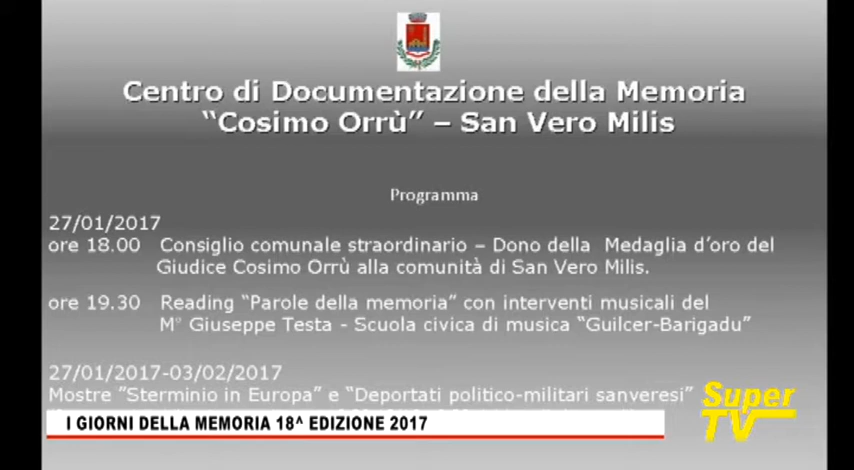 Centro di Documentazione della Memoria
“Cosimo Orrù” – San Vero Milis
Programma
27/01/2017
ore 18.00 Consiglio comunale straordinario – Dono della Medaglia d’oro del
Giudice Cosimo Orrù alla comunità di San Vero Milis.
ore 19.30 Reading “Parole della memoria” con interventi musicali del
M° Giuseppe Testa - Scuola civica di musica “Guilcer-Barigadu”
27/01/2017-03/02/2017
Mostre “Sterminio in Europa” e “Deportati politico-militari sanveresi”
I GIORNI DELLA MEMORIA 18^ EDIZIONE 2017
Super
TV